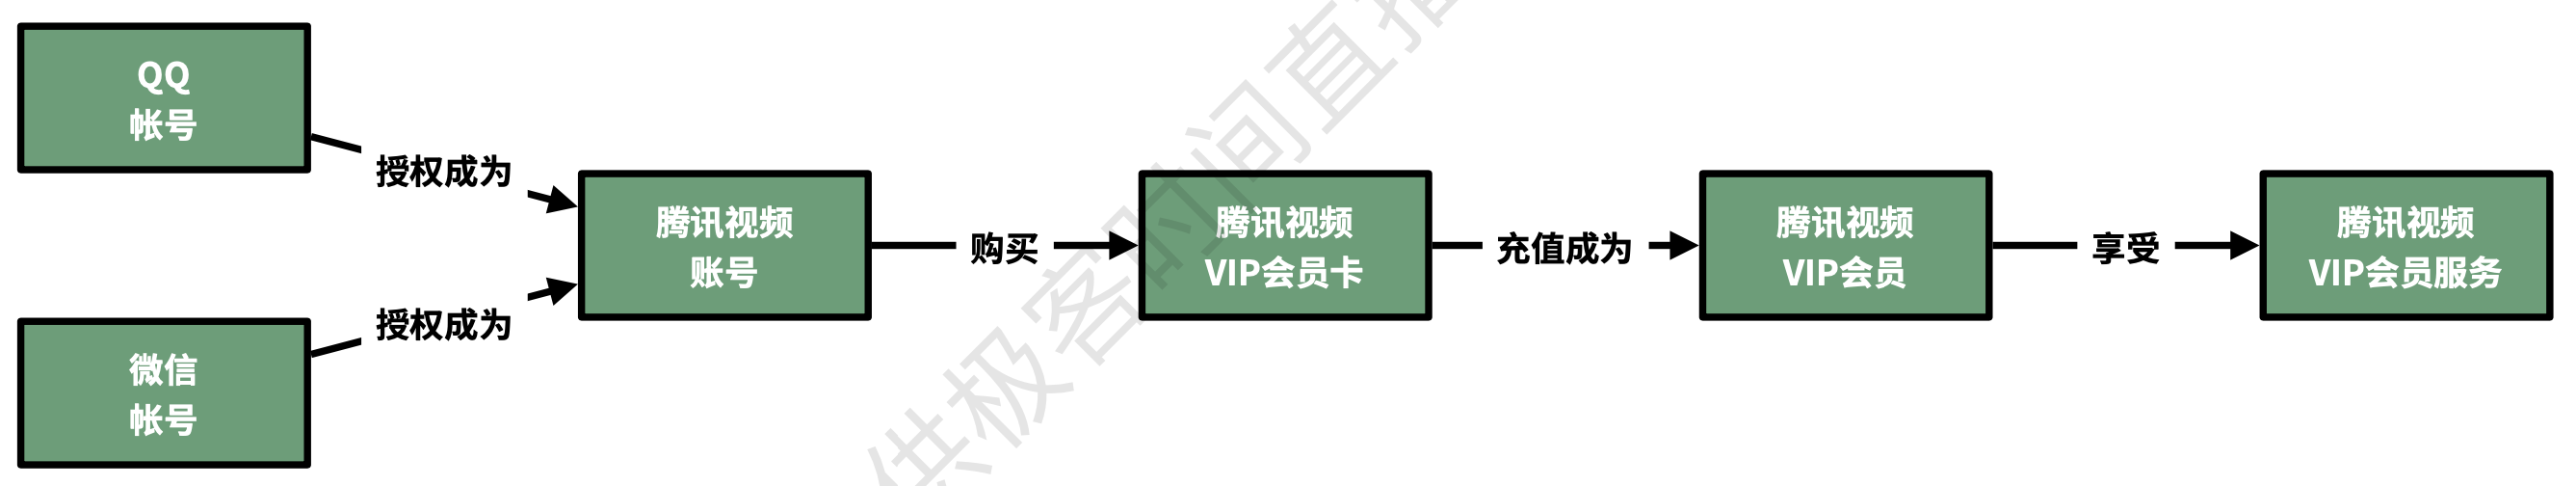 QQ
帐号
授权成为
微信
帐号
授权成为
腾讯视频
账号
购买
腾讯视频
VIP会员卡
充值成为
腾讯视频
VIP会员
享受
腾讯视频
VIP会员服务
供极客时间直播